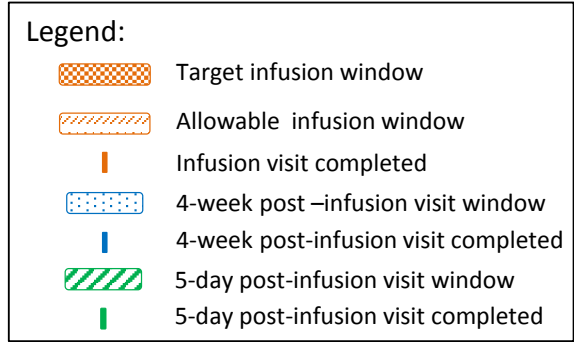 Legend:
Target infusion window
Allowable infusion window
Infusion visit completed
4-week post –infusion visit window
4-week post-infusion visit completed
5-day post-infusion visit window
5-day post-infusion visit completed